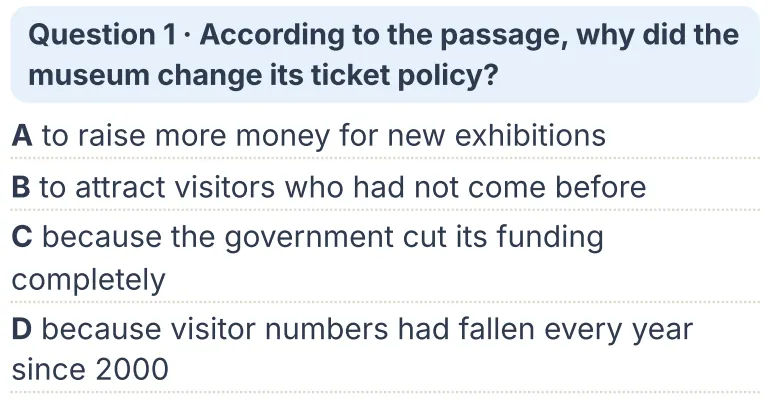 Question 1 · According to the passage, why did the
museum change its ticket policy?
A to raise more money for new exhibitions
B to attract visitors who had not come before
C because the government cut its funding
completely
D because visitor numbers had fallen every year
since 2000